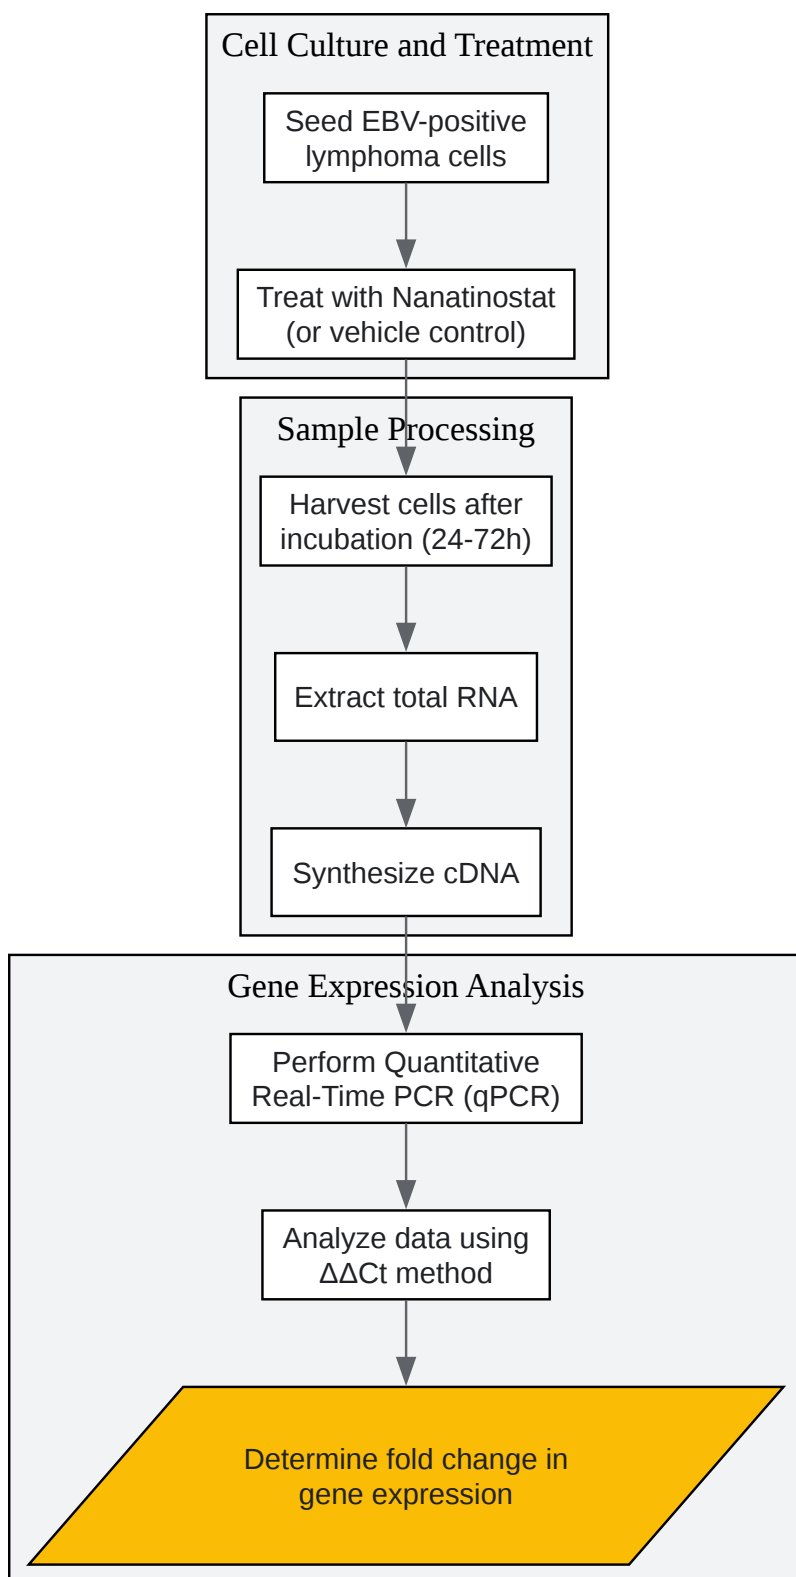 Cell Culture and Treatment
Seed EBV-positive
lymphoma cells
Treat with Nanatinostat
(or vehicle control)
Sample Processing
Harvest cells after
incubation (24-72h)
Extract total RNA
Synthesize cDNA
Gene Expression Analysis
Perform Quantitative
Real-Time PCR (qPCR)
Analyze data using
ΔΔCt method
Determine fold change in
gene expression